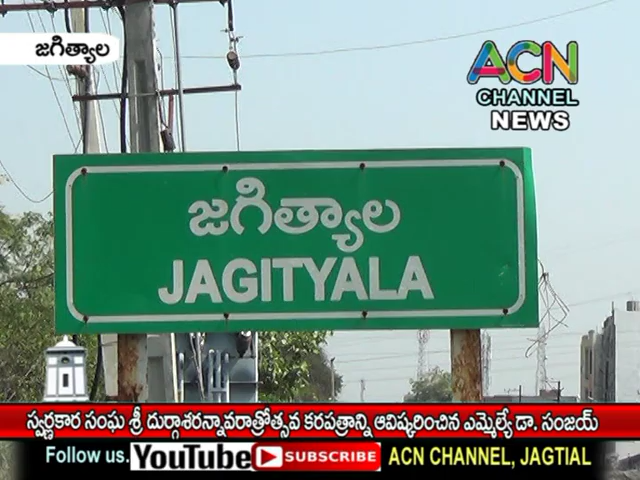 జగిత్యాల
ACN
CHANNEL
NEWS
జగిత్యాల
JAGITYALA
స్వర్ణకార సంఘ శ్రీ దుర్గాశరన్నావరాత్రోత్సవ కరపత్రాన్ని ఆవిష్కరించిన ఎమ్మెల్యే డా. సంజయ్
Follow us. YouTube SUBSCRIBE ACN CHANNEL, JAGTIAL